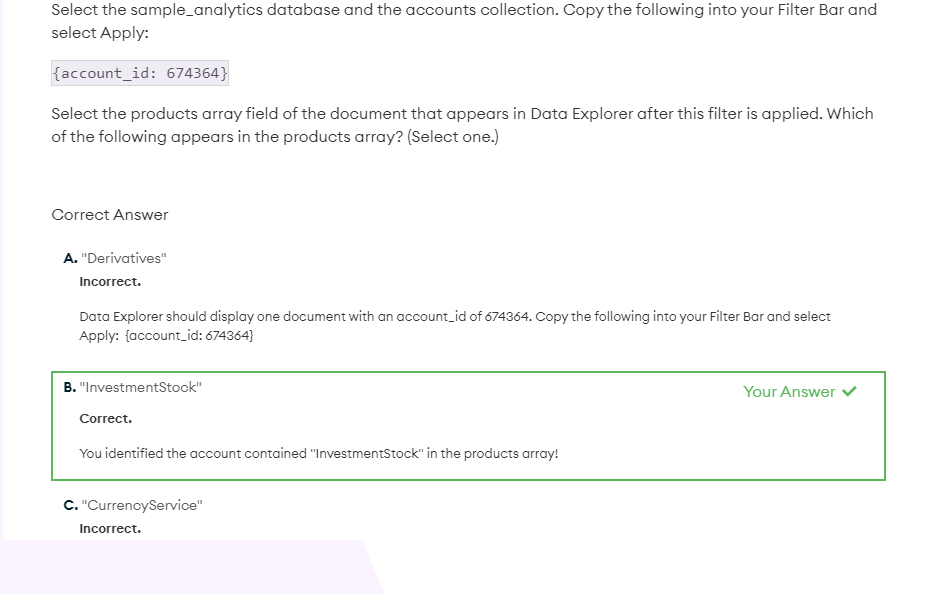 Select the sample_analytics database and the accounts collection. Copy the following into your Filter Bar and
select Apply:
{account_id: 674364}
Select the products array field of the document that appears in Data Explorer after this filter is applied. Which
of the following appears in the products array? (Select one.)
Correct Answer
A. "Derivatives"
Incorrect.
Data Explorer should display one document with an account_id of 674364. Copy the following into your Filter Bar and select
Apply: {account_id: 674364}
B. "InvestmentStock"
Your Answer ✓
Correct.
You identified the account contained "InvestmentStock" in the products array!
C. "CurrencyService"
Incorrect.